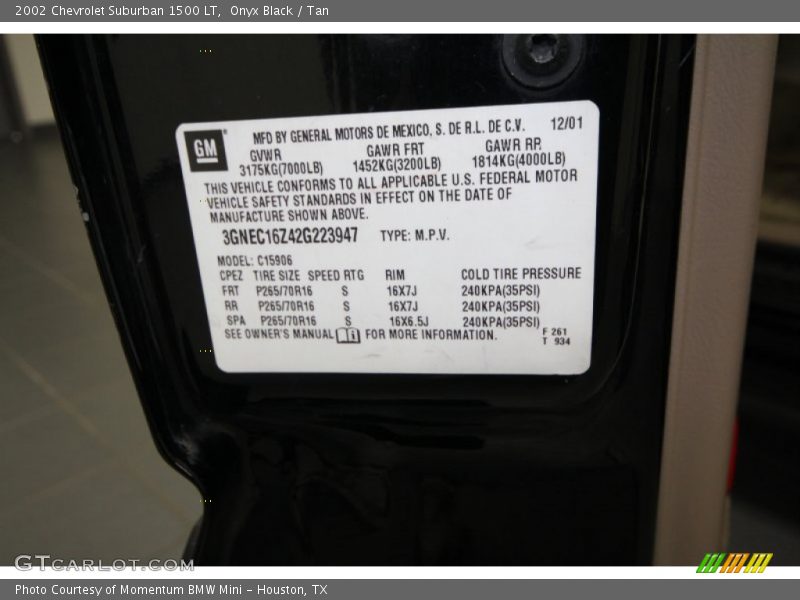 2002 Chevrolet Suburban 1500 LT, Onyx Black / Tan
GM
MFD BY GENERAL MOTORS DE MEXICO, S. DE R.L. DE C.V. 12/01
GVWR GAWR FRT GAWR RR
3175KG(7000LB) 1452KG(3200LB) 1814KG(4000LB)
THIS VEHICLE CONFORMS TO ALL APPLICABLE U.S. FEDERAL MOTOR
VEHICLE SAFETY STANDARDS IN EFFECT ON THE DATE OF
MANUFACTURE SHOWN ABOVE.
3GNEC16Z42G223947 TYPE: M.P.V.
MODEL: C15906
CPEZ TIRE SIZE SPEED RTG RIM COLD TIRE PRESSURE
FRT P265/70R16 S 16X7J 240KPA(35PSI)
RR P265/70R16 S 16X7J 240KPA(35PSI)
SPA P265/70R16 S 16X6.5J 240KPA(35PSI)
SEE OWNER'S MANUAL i FOR MORE INFORMATION.
F 261
T 934
GTCARLOT.COM
Photo Courtesy of Momentum BMW Mini - Houston, TX